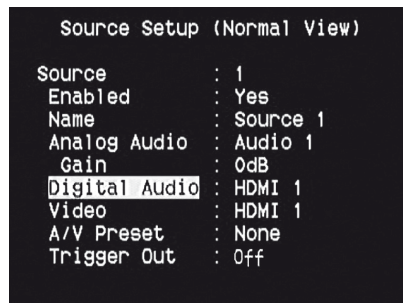 Source Setup (Normal View)
Source : 1
Enabled : Yes
Name : Source 1
Analog Audio : Audio 1
Gain : 0dB
Digital Audio : HDMI 1
Video : HDMI 1
A/V Preset : None
Trigger Out : Off